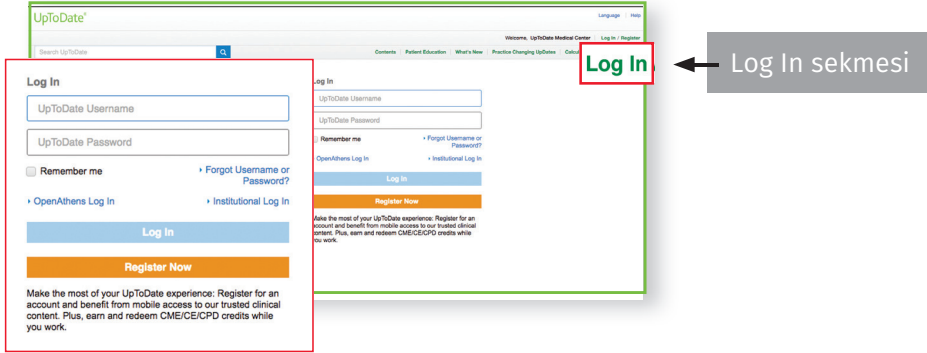 UpToDate®
Language | Help
Welcome, UpToDate Medical Center | Log In / Register
Search UpToDate
Contents | Patient Education | What's New | Practice Changing UpDates
Log In
Log In sekmesi
Log In
UpToDate Username
UpToDate Password
Remember me
Forgot Username or
Password?
OpenAthens Log In
Institutional Log In
Log In
Register Now
Make the most of your UpToDate experience: Register for an
account and benefit from mobile access to our trusted clinical
content. Plus, earn and redeem CME/CE/CPD credits while
you work.
Log In
UpToDate Username
UpToDate Password
Remember me
Forgot Username or
Password?
OpenAthens Log In
Institutional Log In
Log In
Register Now
Make the most of your UpToDate experience: Register for an
account and benefit from mobile access to our trusted clinical
content. Plus, earn and redeem CME/CE/CPD credits while
you work.